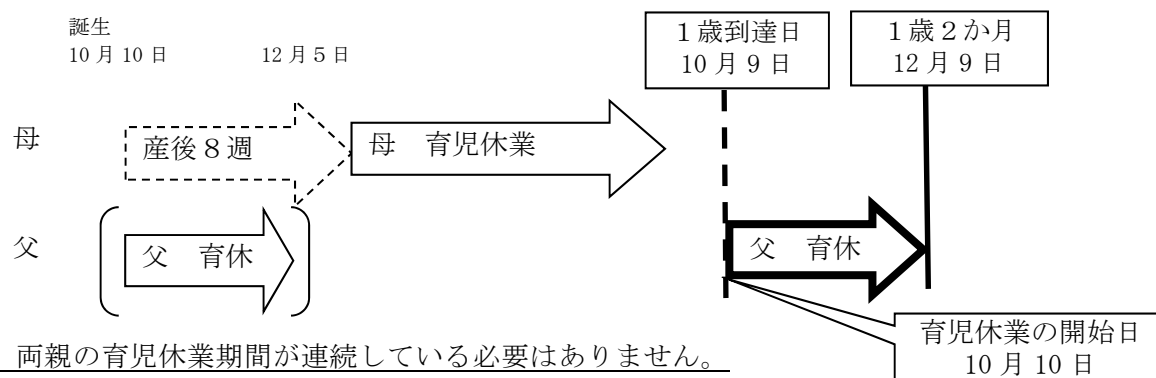 誕生
10月10日
12月5日
1歳到達日
10月9日
1歳2か月
12月9日
母
産後8週
母 育児休業
父
父 育休
父 育休
育児休業の開始日
10月10日
両親の育児休業期間が連続している必要はありません。